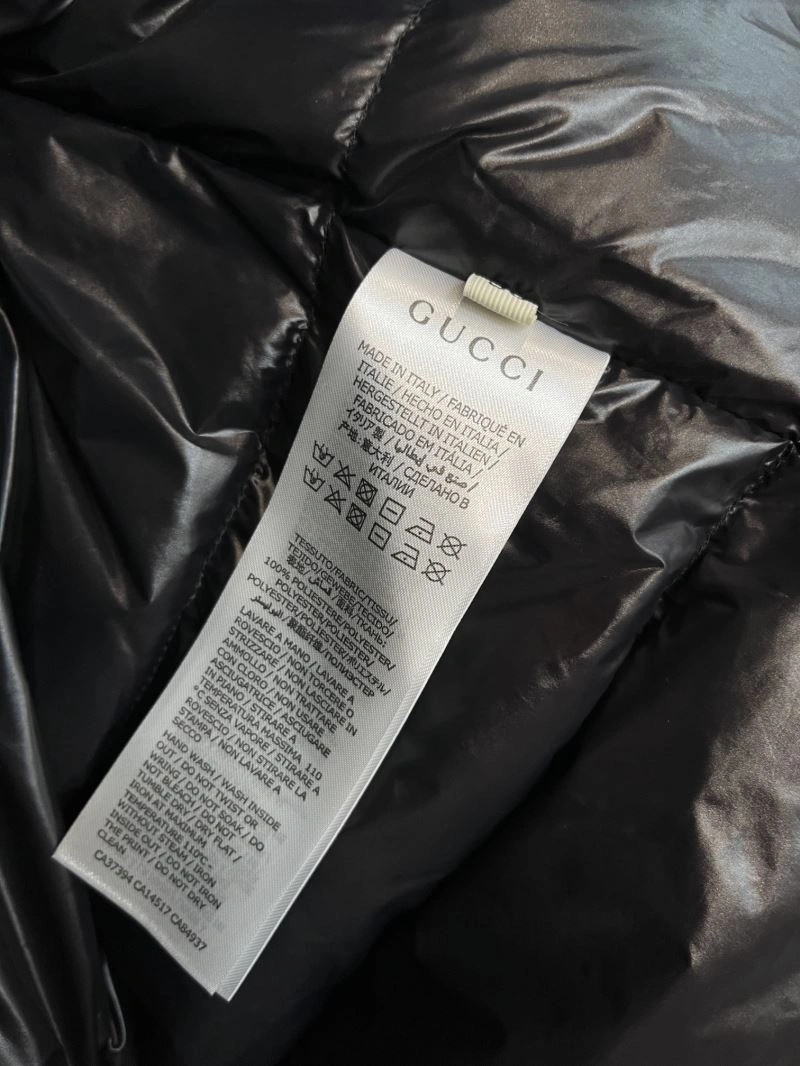 GUCCI
MADE IN ITALY / FABRIQUÉ EN
ITALIE / HECHO EN ITALIA /
HERGESTELLT IN ITALIEN /
FABRICADO EM ITÁLIA /
イタリア製 / صنع في إيطاليا /
产地: 意大利 / СДЕЛАНО В
ИТАЛИИ
TESSUTO/FABRIC/TISSU/
TEJIDO/GEWEBE/TECIDO/
100% POLIESTERE/POLYESTER/
POLYESTER/POLIÉSTER/
POLYESTER/POLIÉSTER/
ПОЛИЭСТЕР
LAVARE A MANO / LAVARE A
ROVESCIO / NON TORCERE O
STRIZZARE / NON LASCIARE IN
AMMOLLO / NON USARE
CON CLORO / NON TRATTARE
ASCIUGATRICE / ASCIUGARE
IN PIANO / STIRARE A
TEMPERATURA MASSIMA 110
°C SENZA VAPORE / STIRARE A
ROVESCIO / NON STIRARE LA
STAMPA / NON LAVARE A
SECCO
HAND WASH / WASH INSIDE
OUT / DO NOT TWIST OR
WRING / DO NOT SOAK / DO
NOT BLEACH / DO NOT
TUMBLE DRY / DRY FLAT /
IRON AT MAXIMUM
TEMPERATURE 110°C
WITHOUT STEAM / IRON
INSIDE OUT / DO NOT IRON
THE PRINT / DO NOT DRY
CLEAN
CA37394 CA14517 CA84937